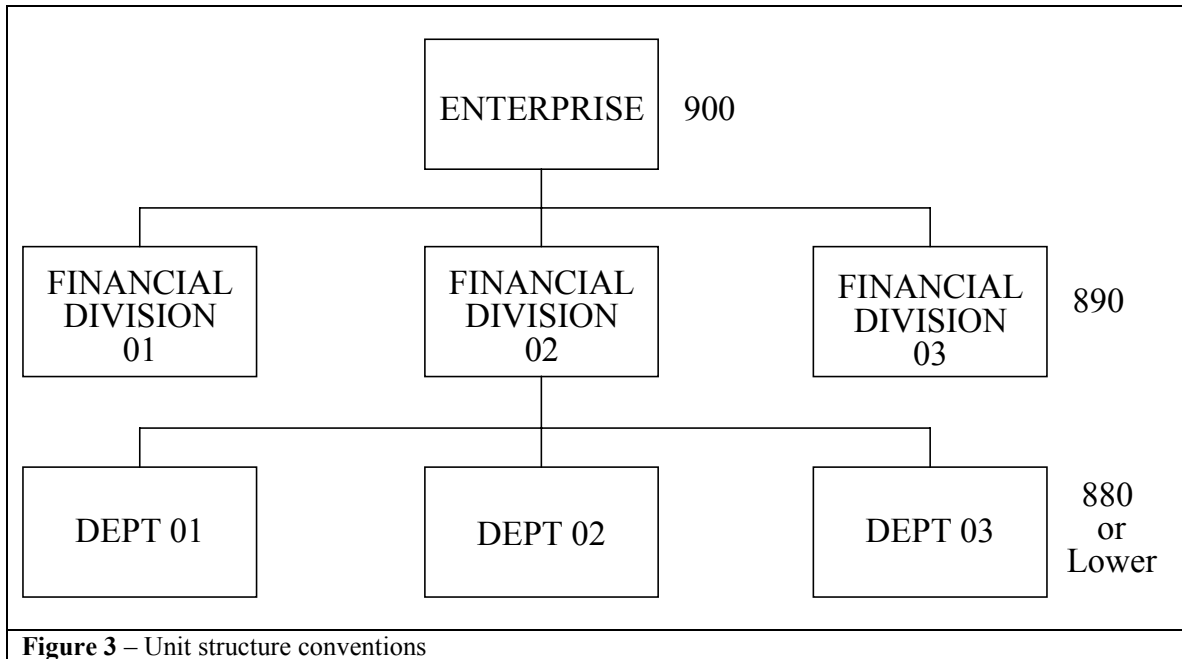 ENTERPRISE 900
FINANCIAL
DIVISION
01
FINANCIAL
DIVISION
02
FINANCIAL
DIVISION
03
890
DEPT 01
DEPT 02
DEPT 03
880
or
Lower
Figure 3 – Unit structure conventions